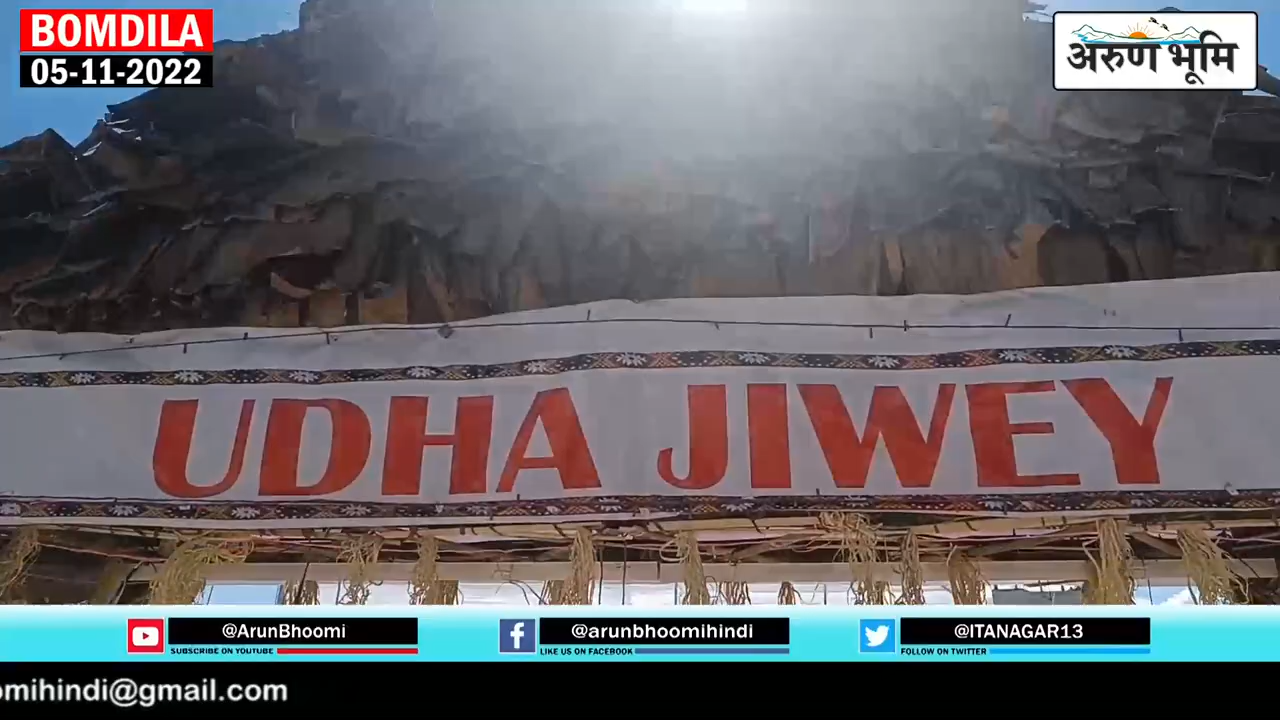 BOMDILA
05-11-2022
अरुण भूमि
UDHA JIWEY
@ArunBhoomi
SUBSCRIBE ON YOUTUBE
@arunbhoomihindi
LIKE US ON FACEBOOK
@ITANAGAR13
FOLLOW ON TWITTER
omihindi@gmail.com